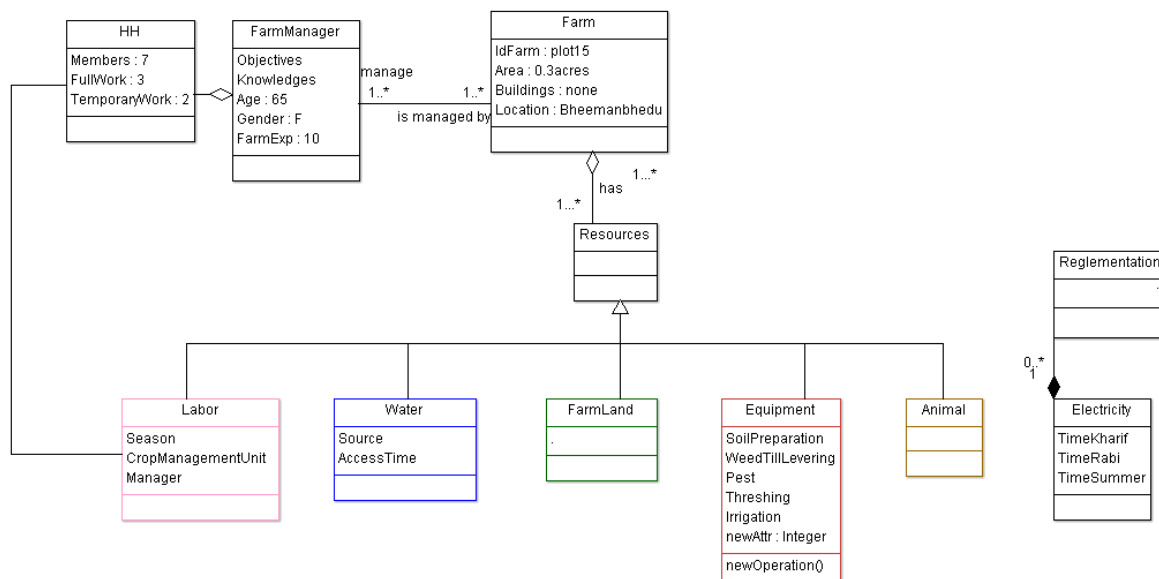 HH
Members : 7
FullWork : 3
TemporaryWork : 2
FarmManager
Objectives
Knowledges
Age : 65
Gender : F
FarmExp : 10
manage
1..*
1..*
is managed by
Farm
IdFarm : plot15
Area : 0.3acres
Buildings : none
Location : Bheemanbhedu
1...*
has
1...*
Resources
Reglementation
.
0..*
1
Labor
Season
CropManagementUnit
Manager
Water
Source
AccessTime
FarmLand
.
Equipment
SoilPreparation
WeedTillLevering
Pest
Threshing
Irrigation
newAttr : Integer
newOperation()
Animal
Electricity
TimeKharif
TimeRabi
TimeSummer